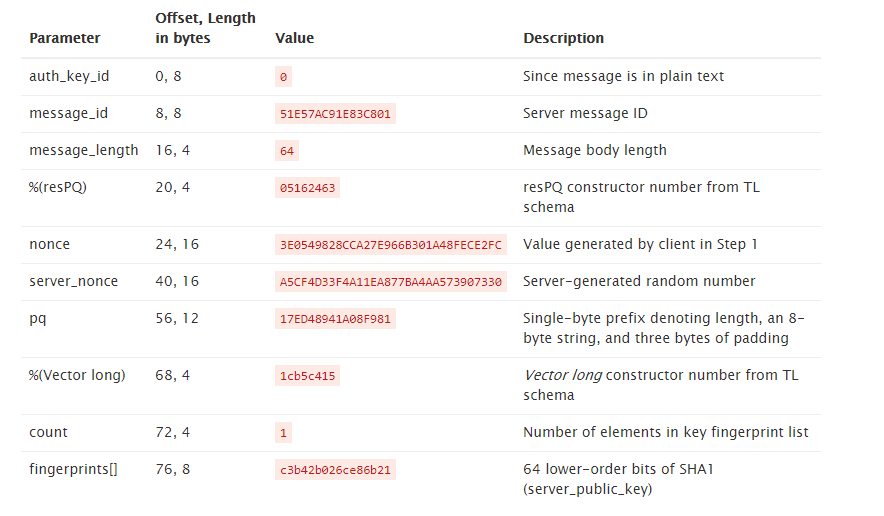 Parameter Offset, Length in bytes Value Description
auth_key_id 0, 8 0 Since message is in plain text
message_id 8, 8 51E57AC91E83C801 Server message ID
message_length 16, 4 64 Message body length
%(resPQ) 20, 4 05162463 resPQ constructor number from TL
schema
nonce 24, 16 3E0549828CCA27E966B301A48FECE2FC Value generated by client in Step 1
server_nonce 40, 16 A5CF4D33F4A11EA877BA4AA573907330 Server-generated random number
pq 56, 12 17ED48941A08F981 Single-byte prefix denoting length, an 8-
byte string, and three bytes of padding
%(Vector long) 68, 4 1cb5c415 Vector long constructor number from TL
schema
count 72, 4 1 Number of elements in key fingerprint list
fingerprints[] 76, 8 c3b42b026ce86b21 64 lower-order bits of SHA1
(server_public_key)